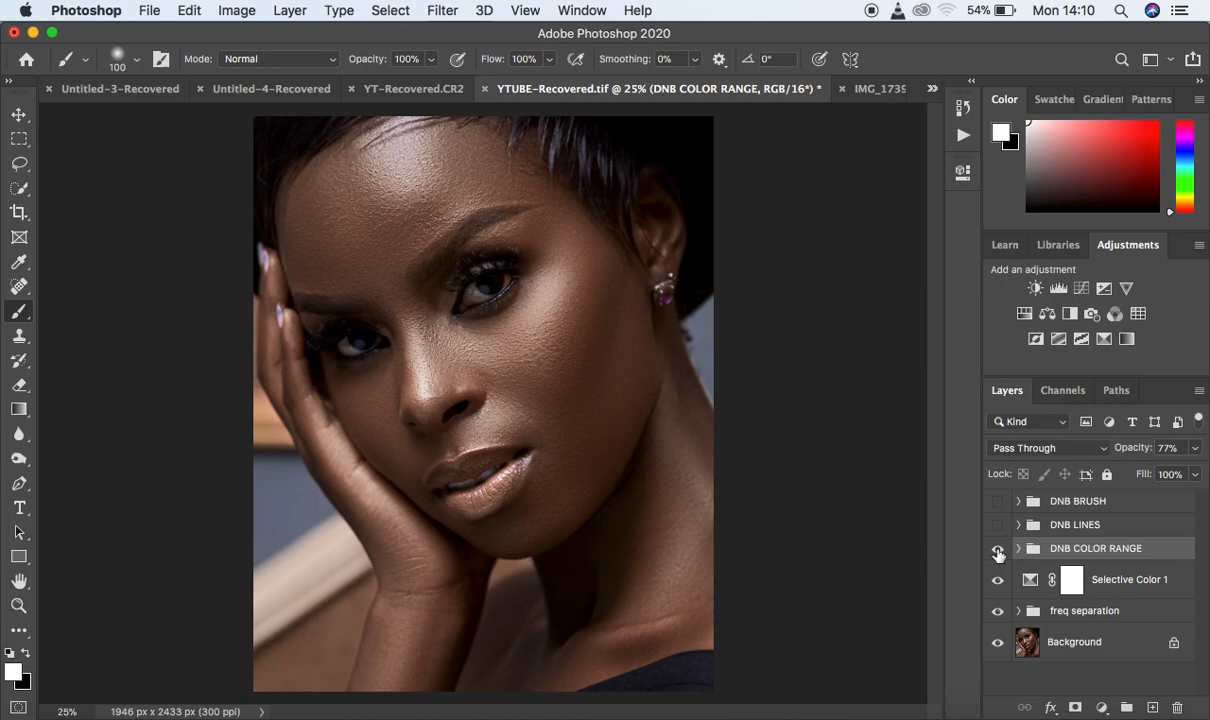 Photoshop File Edit Image Layer Type Select Filter 3D View Window Help 54% Mon 14:10
Adobe Photoshop 2020
100 Mode: Normal Opacity: 100% Flow: 100% Smoothing: 0% 0°
Untitled-3-Recovered Untitled-4-Recovered YT-Recovered.CR2 YTUBE-Recovered.tif @ 25% (DNB COLOR RANGE, RGB/16*) * IMG_1739
Color Swatche Gradien Patterns
Learn Libraries Adjustments
Add an adjustment
Layers Channels Paths
Kind
Pass Through Opacity: 77%
Lock: Fill: 100%
DNB BRUSH
DNB LINES
DNB COLOR RANGE
Selective Color 1
freq separation
Background
25% 1946 px x 2433 px (300 ppi)